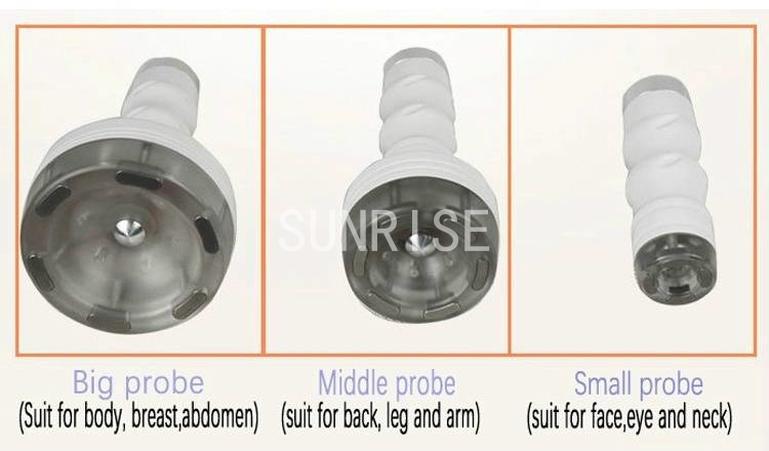 SUNRISE
Big probe
(Suit for body, breast,abdomen)
Middle probe
(suit for back, leg and arm)
Small probe
(suit for face,eye and neck)